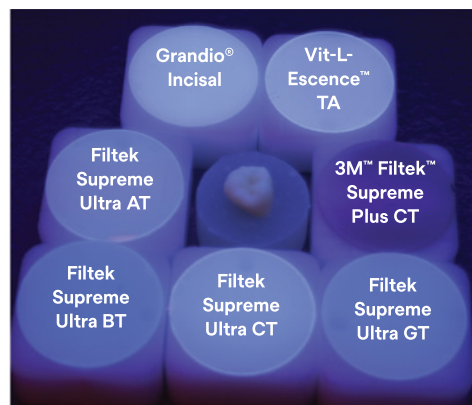 Grandio®
Incisal
Vit-L-
Escence™
TA
Filtek
Supreme
Ultra AT
3M™ Filtek™
Supreme
Plus CT
Filtek
Supreme
Ultra BT
Filtek
Supreme
Ultra CT
Filtek
Supreme
Ultra GT